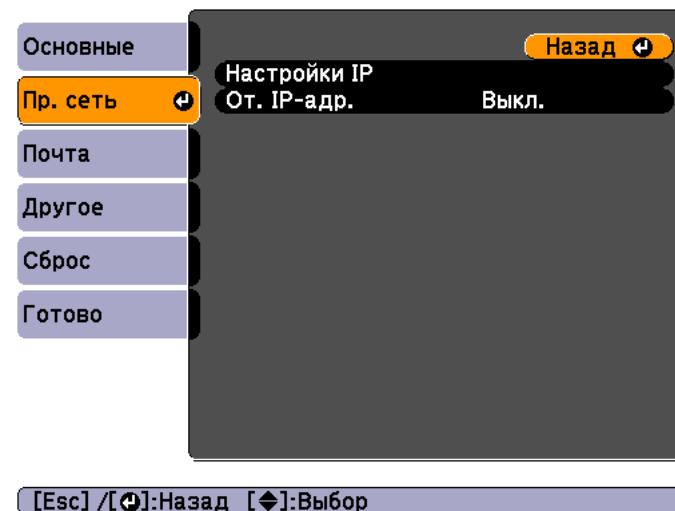 Основные
Пр. сеть
Почта
Другое
Сброс
Готово
Назад
Настройки IP
От. IP-адр. Выкл.
[Esc] /[⏎]:Назад [◆]:Выбор